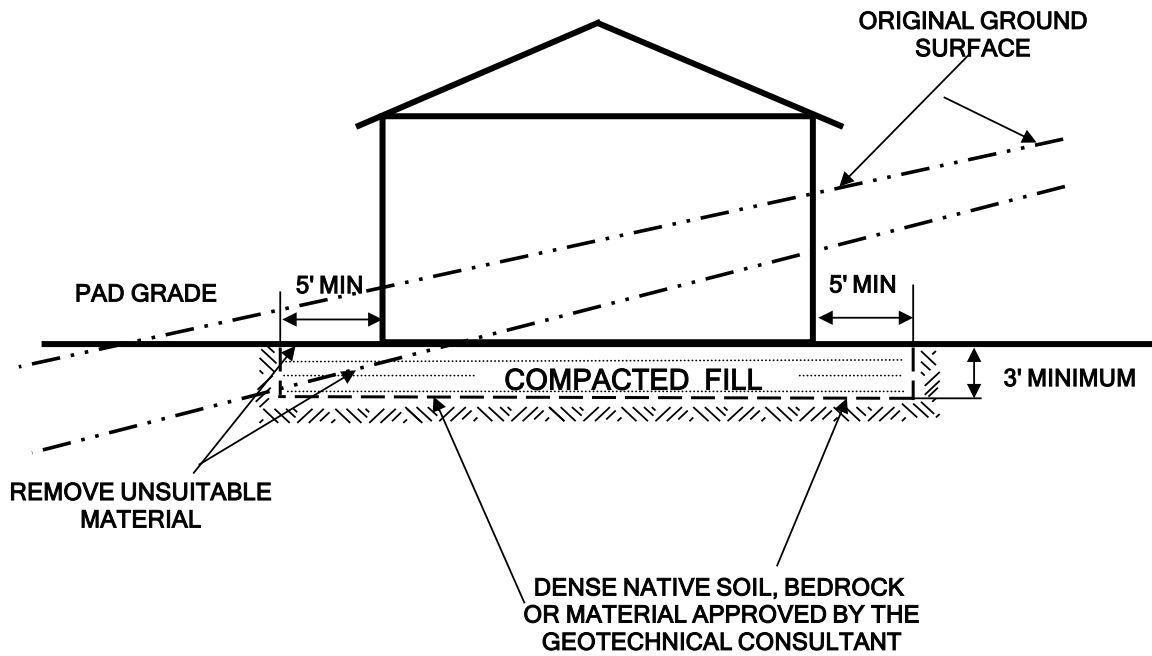 ORIGINAL GROUND
SURFACE
PAD GRADE
5' MIN
5' MIN
COMPACTED FILL
3' MINIMUM
REMOVE UNSUITABLE
MATERIAL
DENSE NATIVE SOIL, BEDROCK
OR MATERIAL APPROVED BY THE
GEOTECHNICAL CONSULTANT